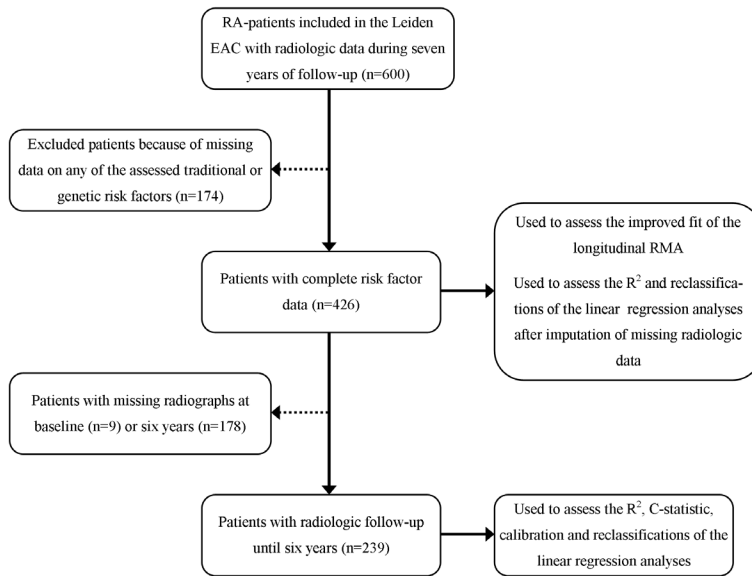 RA-patients included in the Leiden
EAC with radiologic data during seven
years of follow-up (n=600)
Excluded patients because of missing
data on any of the assessed traditional or
genetic risk factors (n=174)
Patients with complete risk factor
data (n=426)
Used to assess the improved fit of the
longitudinal RMA
Used to assess the R² and reclassifica-
tions of the linear regression analyses
after imputation of missing radiologic
data
Patients with missing radiographs at
baseline (n=9) or six years (n=178)
Patients with radiologic follow-up
until six years (n=239)
Used to assess the R², C-statistic,
calibration and reclassifications of the
linear regression analyses